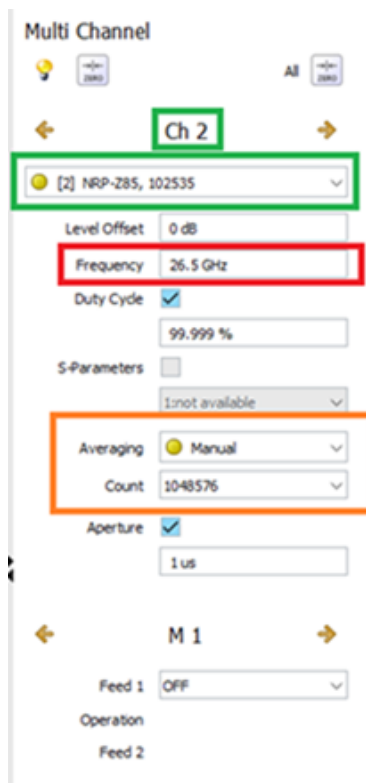 Multi Channel
ZERO All ZERO
Ch 2
[2] NRP-Z85, 102535
Level Offset 0 dB
Frequency 26.5 GHz
Duty Cycle
99.999 %
S-Parameters
1:not available
Averaging Manual
Count 1048576
Aperture
1 us
M 1
Feed 1 OFF
Operation
Feed 2